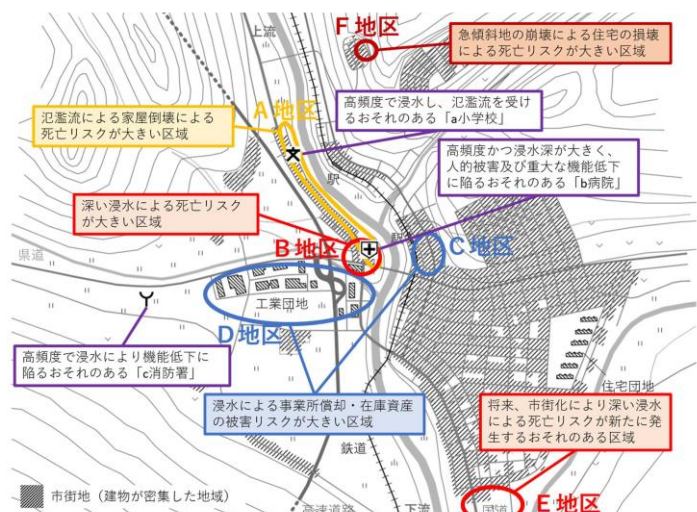 F地区
上流
急傾斜地の崩壊による住宅の損壊
による死亡リスクが大きい区域
氾濫流による家屋倒壊による
死亡リスクが大きい区域
A地区
高頻度で浸水し、氾濫流を受け
るおそれのある「a小学校」
高頻度かつ浸水深が大きく、
人的被害及び重大な機能低下
に陥るおそれのある「b病院」
駅
深い浸水による死亡リスク
が大きい区域
県道
B地区
駅
C地区
工業団地
D地区
高頻度で浸水により機能低下に
陥るおそれのある「c消防署」
浸水による事業所償却・在庫資産
の被害リスクが大きい区域
住宅団地
将来、市街化により深い浸水
による死亡リスクが新たに発
生するおそれのある区域
鉄道
市街地（建物が密集した地域）
高速道路
下流
国道
E地区